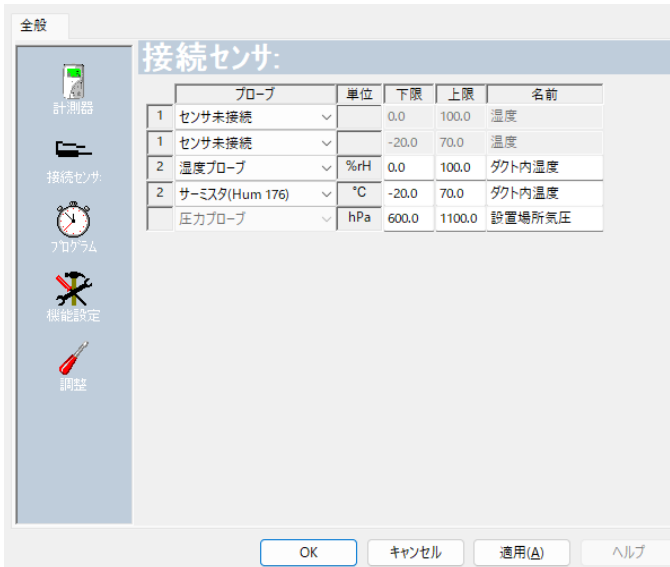 全般
接続センサ:
計測器
接続センサ:
プログラム
機能設定
調整
プローブ 単位 下限 上限 名前
1 センサ未接続 0.0 100.0 湿度
1 センサ未接続 -20.0 70.0 温度
2 湿度プローブ %rH 0.0 100.0 ダクト内湿度
2 サーミスタ(Hum 176) °C -20.0 70.0 ダクト内温度
圧力プローブ hPa 600.0 1100.0 設置場所気圧
OK キャンセル 適用(A) ヘルプ